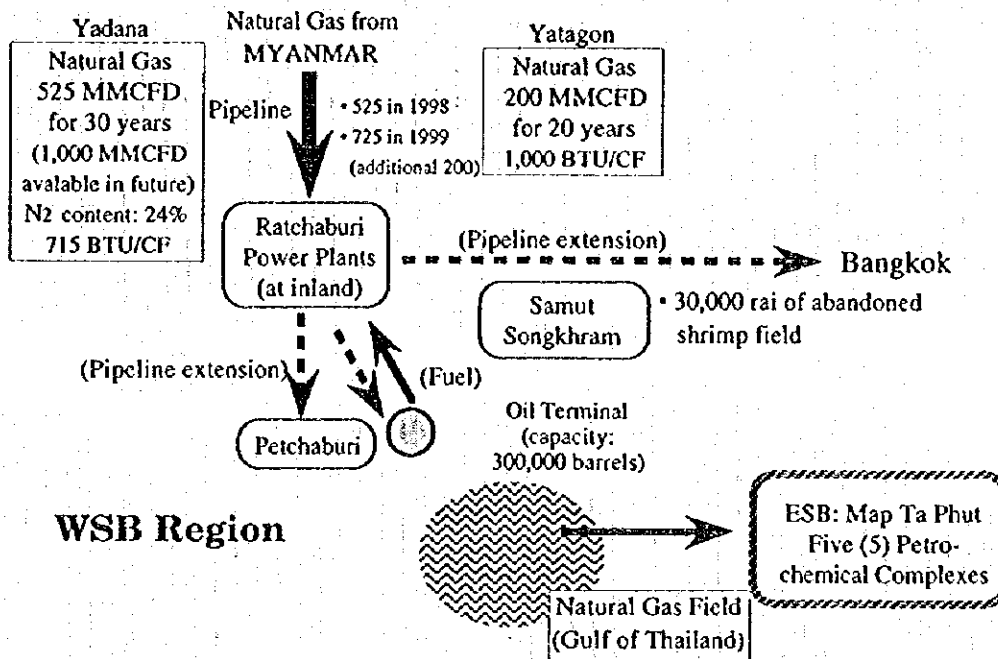 Yadana
Natural Gas
525 MMCFD
for 30 years
(1,000 MMCFD
avalable in future)
N2 content: 24%
715 BTU/CF
Natural Gas from
MYANMAR
Pipeline
• 525 in 1998
• 725 in 1999
(additional 200)
Yatagon
Natural Gas
200 MMCFD
for 20 years
1,000 BTU/CF
Ratchaburi
Power Plants
(at inland)
(Pipeline extension)
Bangkok
Samut
Songkhram
• 30,000 rai of abandoned
shrimp field
(Pipeline extension)
(Fuel)
Petchaburi
Oil Terminal
(capacity:
300,000 barrels)
WSB Region
ESB: Map Ta Phut
Five (5) Petro-
chemical Complexes
Natural Gas Field
(Gulf of Thailand)